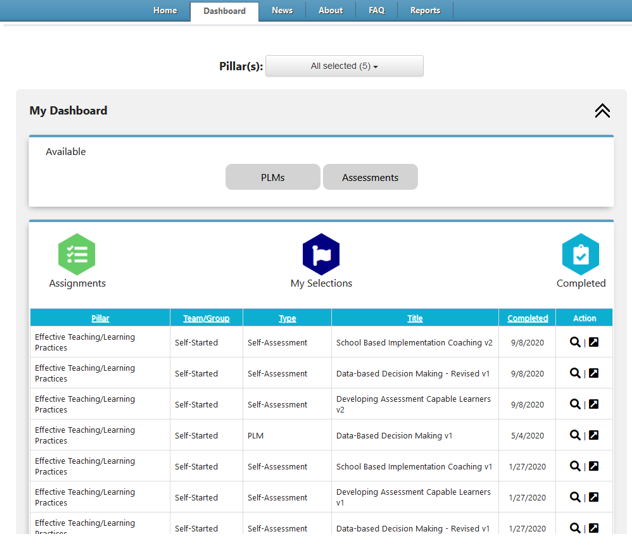 Home Dashboard News About FAQ Reports
Pillar(s): All selected (5)
My Dashboard
Available
PLMs Assessments
Assignments My Selections Completed
Pillar Team/Group Type Title Completed Action
Effective Teaching/Learning
Practices Self-Started Self-Assessment School Based Implementation Coaching v2 9/8/2020 |
Effective Teaching/Learning
Practices Self-Started Self-Assessment Data-based Decision Making - Revised v1 9/8/2020 |
Effective Teaching/Learning
Practices Self-Started Self-Assessment Developing Assessment Capable Learners
v2 9/8/2020 |
Effective Teaching/Learning
Practices Self-Started PLM Data-Based Decision Making v1 5/4/2020 |
Effective Teaching/Learning
Practices Self-Started Self-Assessment School Based Implementation Coaching v1 1/27/2020 |
Effective Teaching/Learning
Practices Self-Started Self-Assessment Developing Assessment Capable Learners
v1 1/27/2020 |
Effective Teaching/Learning
Practices Self-Started Self-Assessment Data-based Decision Making - Revised v1 1/27/2020 |